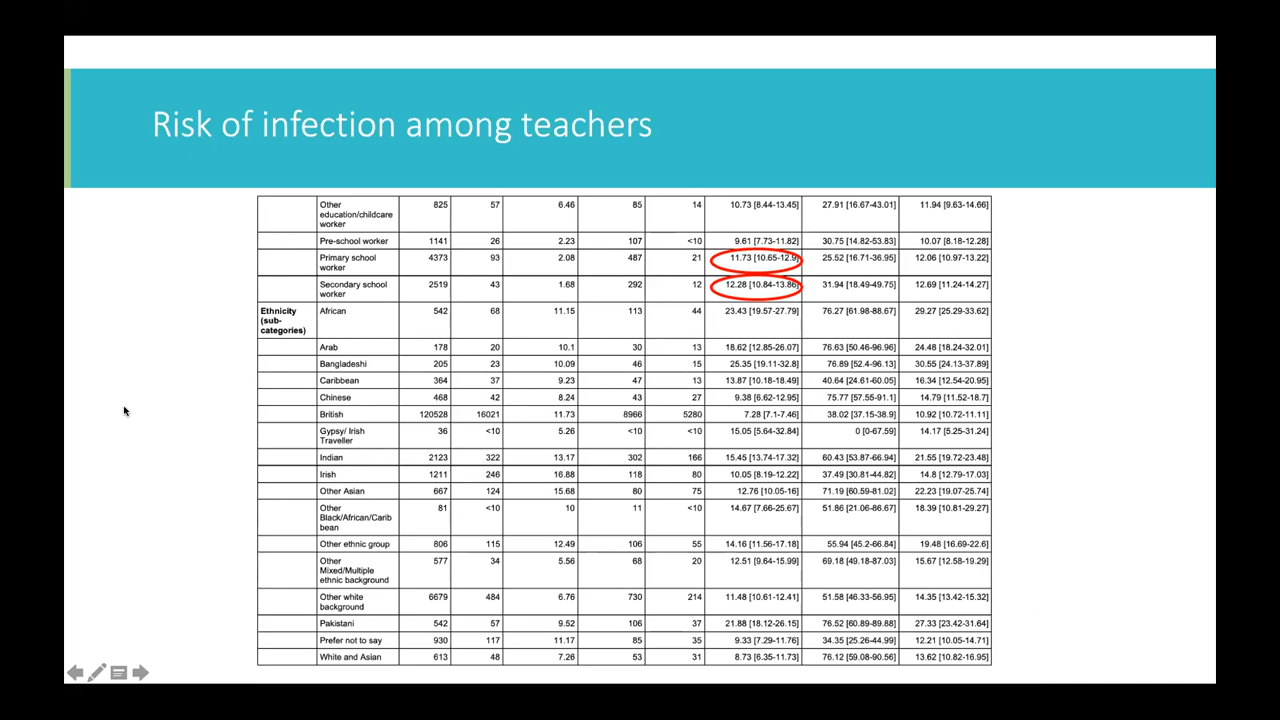 Risk of infection among teachers
Other education/childcare worker 825 57 6.46 85 14 10.73 [8.44-13.45] 27.91 [16.67-43.01] 11.94 [9.63-14.66]
Pre-school worker 1141 26 2.23 107 <10 9.61 [7.73-11.82] 30.75 [14.82-53.83] 10.07 [8.18-12.28]
Primary school worker 4373 93 2.08 487 21 11.73 [10.65-12.9] 25.52 [16.71-36.95] 12.06 [10.97-13.22]
Secondary school worker 2519 43 1.68 292 12 12.28 [10.84-13.86] 31.94 [18.49-49.75] 12.69 [11.24-14.27]
Ethnicity (sub-categories) African 542 68 11.15 113 44 23.43 [19.57-27.79] 76.27 [61.98-88.67] 29.27 [25.29-33.62]
Arab 178 20 10.1 30 13 18.62 [12.85-26.07] 76.63 [50.46-96.96] 24.48 [18.24-32.01]
Bangladeshi 205 23 10.09 46 15 25.35 [19.11-32.8] 76.89 [52.4-96.13] 30.55 [24.13-37.89]
Caribbean 364 37 9.23 47 13 13.87 [10.18-18.49] 40.64 [24.61-60.05] 16.34 [12.54-20.95]
Chinese 468 42 8.24 43 27 9.38 [6.62-12.95] 75.77 [57.55-91.1] 14.79 [11.52-18.7]
British 120528 16021 11.73 8966 5280 7.28 [7.1-7.46] 38.02 [37.15-38.9] 10.92 [10.72-11.11]
Gypsy/ Irish Traveller 36 <10 5.26 <10 <10 15.05 [5.64-32.84] 0 [0-67.59] 14.17 [5.25-31.24]
Indian 2123 322 13.17 302 166 15.45 [13.74-17.32] 60.43 [53.87-66.94] 21.55 [19.72-23.48]
Irish 1211 246 16.88 118 80 10.05 [8.19-12.22] 37.49 [30.81-44.82] 14.8 [12.79-17.03]
Other Asian 667 124 15.68 80 75 12.76 [10.05-16] 71.19 [60.59-81.02] 22.23 [19.07-25.74]
Other Black/African/Caribbean 81 <10 10 11 <10 14.67 [7.66-25.67] 51.86 [21.06-86.67] 18.39 [10.81-29.27]
Other ethnic group 806 115 12.49 106 55 14.16 [11.56-17.18] 55.94 [45.2-66.84] 19.48 [16.69-22.6]
Other Mixed/Multiple ethnic background 577 34 5.56 68 20 12.51 [9.64-15.99] 69.18 [49.18-87.03] 15.67 [12.58-19.29]
Other white background 6679 484 6.76 730 214 11.48 [10.61-12.41] 51.58 [46.33-56.95] 14.35 [13.42-15.32]
Pakistani 542 57 9.52 106 37 21.88 [18.12-26.15] 76.52 [60.89-89.88] 27.33 [23.42-31.64]
Prefer not to say 930 117 11.17 85 35 9.33 [7.29-11.76] 34.35 [25.26-44.99] 12.21 [10.05-14.71]
White and Asian 613 48 7.26 53 31 8.73 [6.35-11.73] 76.12 [59.08-90.56] 13.62 [10.82-16.95]